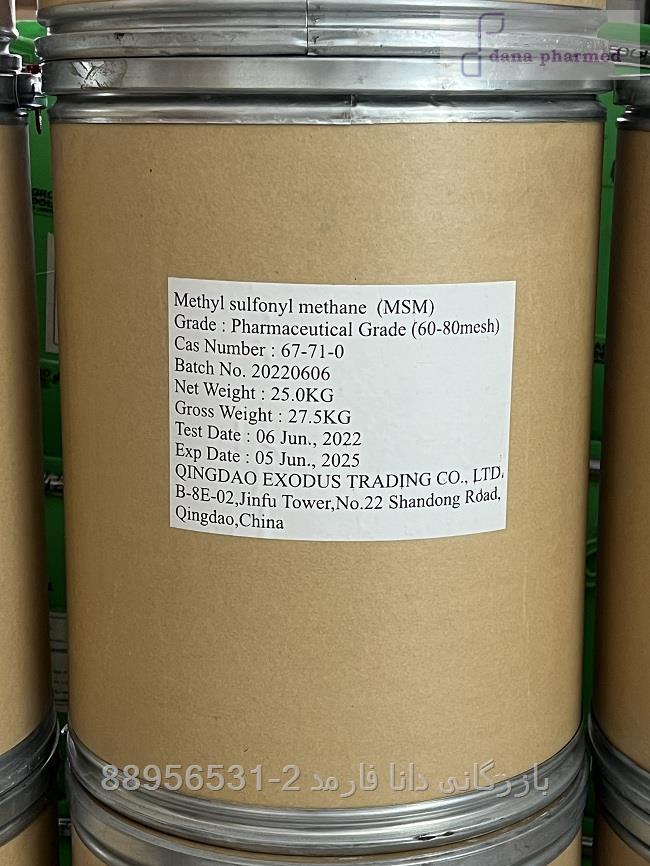 dana pharmed
Methyl sulfonyl methane (MSM)
Grade : Pharmaceutical Grade (60-80mesh)
Cas Number : 67-71-0
Batch No. 20220606
Net Weight : 25.0KG
Gross Weight : 27.5KG
Test Date : 06 Jun., 2022
Exp Date : 05 Jun., 2025
QINGDAO EXODUS TRADING CO., LTD.
B-8E-02,Jinfu Tower,No.22 Shandong Road,
Qingdao,China
بازرگانی دانا فارمد 2-88956531